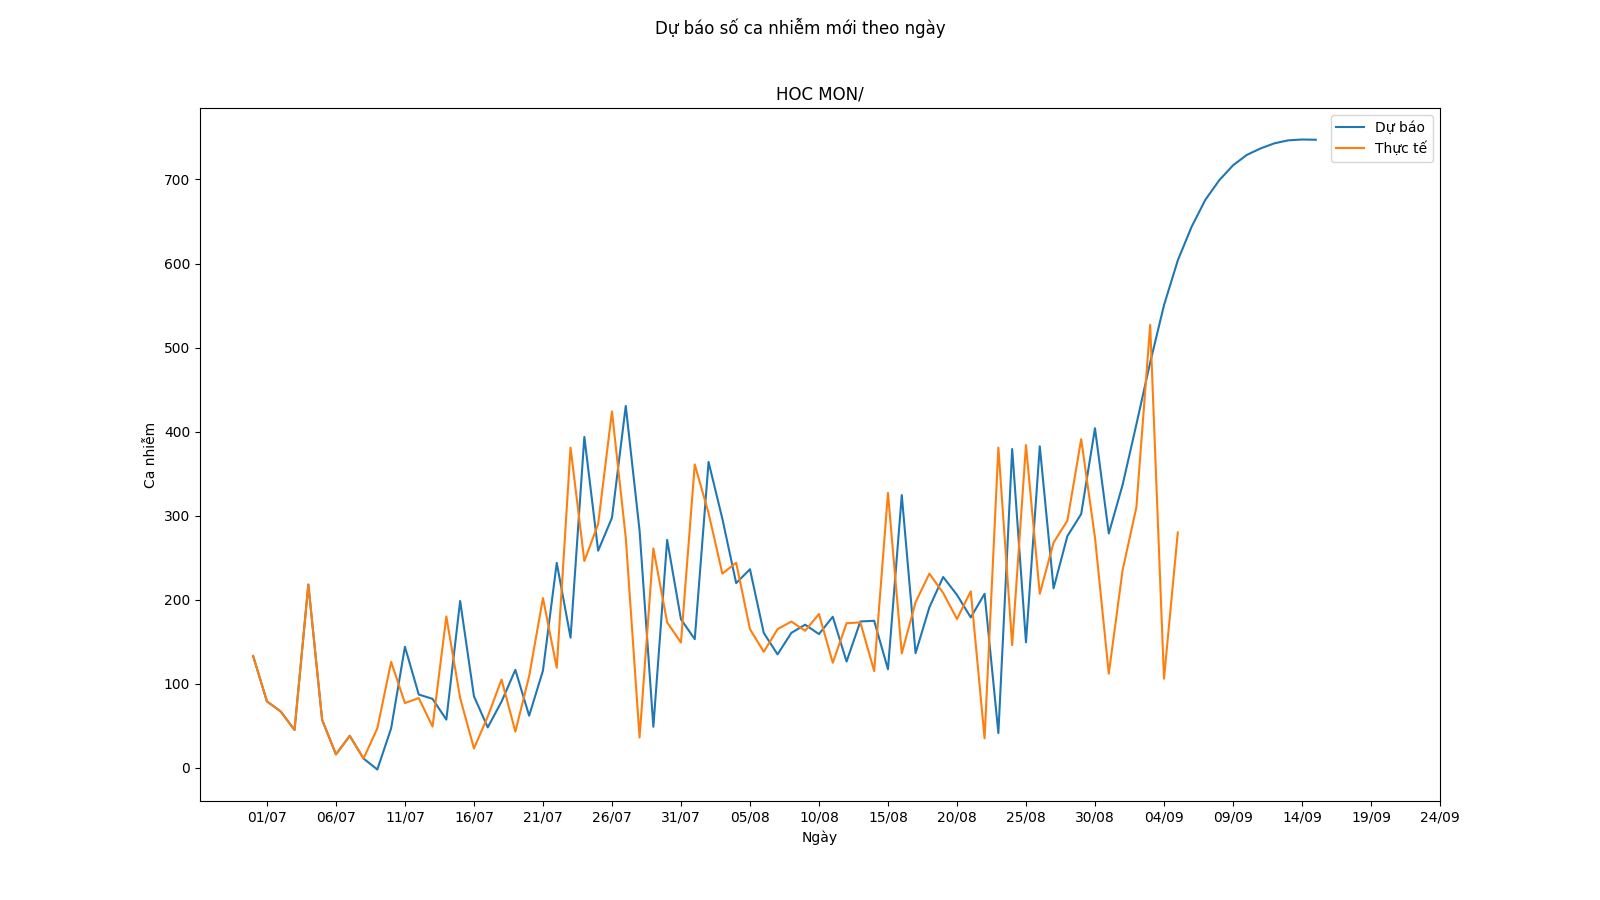 Dự báo số ca nhiễm mới theo ngày
HOC MON/
Dự báo
Thực tế
700
600
500
400
300
200
100
0
Ca nhiễm
01/07 06/07 11/07 16/07 21/07 26/07 31/07 05/08 10/08 15/08 20/08 25/08 30/08 04/09 09/09 14/09 19/09 24/09
Ngày